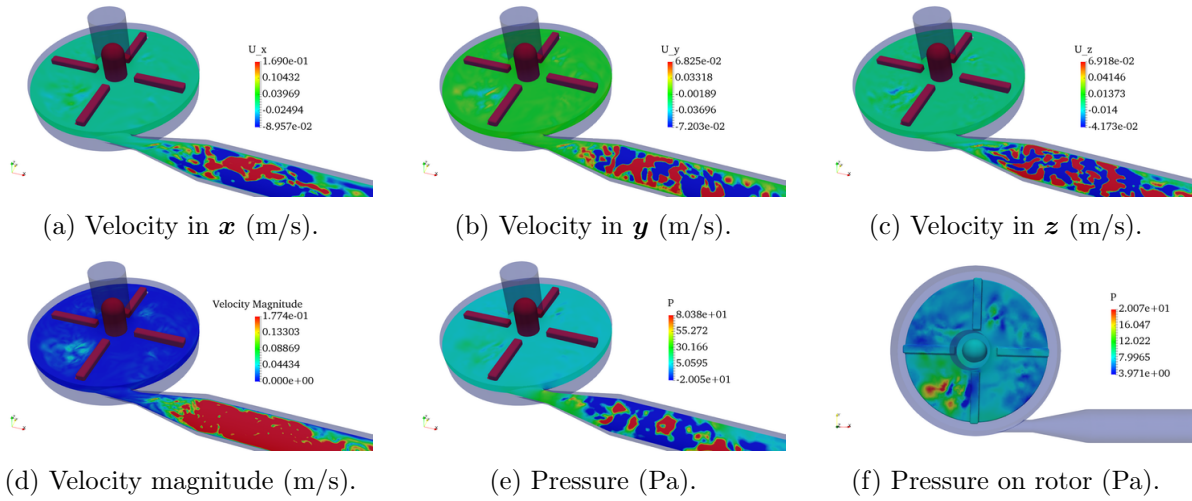 U_x
1.690e-01
0.10432
0.03969
-0.02494
-8.957e-02
U_y
6.825e-02
0.03318
-0.00189
-0.03696
-7.203e-02
U_z
6.918e-02
0.04146
0.01373
-0.014
-4.173e-02
(a) Velocity in x (m/s).
(b) Velocity in y (m/s).
(c) Velocity in z (m/s).
Velocity Magnitude
1.774e-01
0.13303
0.08869
0.04434
0.000e+00
P
8.038e+01
55.272
30.166
5.0595
-2.005e+01
P
2.007e+01
16.047
12.022
7.9965
3.971e+00
(d) Velocity magnitude (m/s).
(e) Pressure (Pa).
(f) Pressure on rotor (Pa).